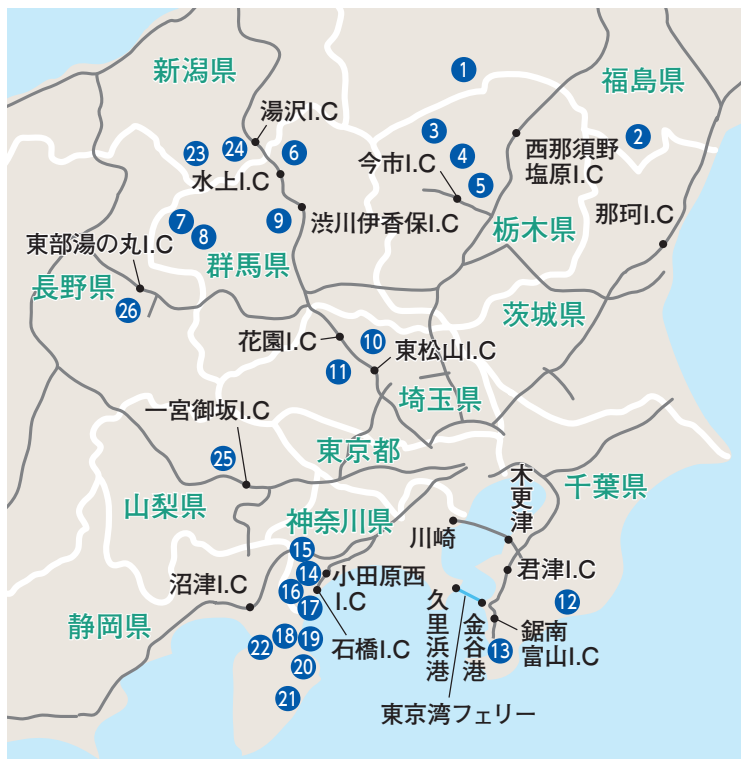 新潟県
1
福島県
湯沢I.C
2
3
23
24
6
4
今市I.C
西那須野
塩原I.C
水上I.C
5
7
8
9
渋川伊香保I.C
栃木県
那珂I.C
東部湯の丸I.C
群馬県
長野県
26
茨城県
花園I.C
10
東松山I.C
11
埼玉県
一宮御坂I.C
東京都
25
木更津
千葉県
山梨県
神奈川県
川崎
15
14
小田原西
I.C
君津I.C
沼津I.C
16
17
久里浜港
金谷港
12
静岡県
石橋I.C
鋸南
富山I.C
18
19
22
13
20
21
東京湾フェリー